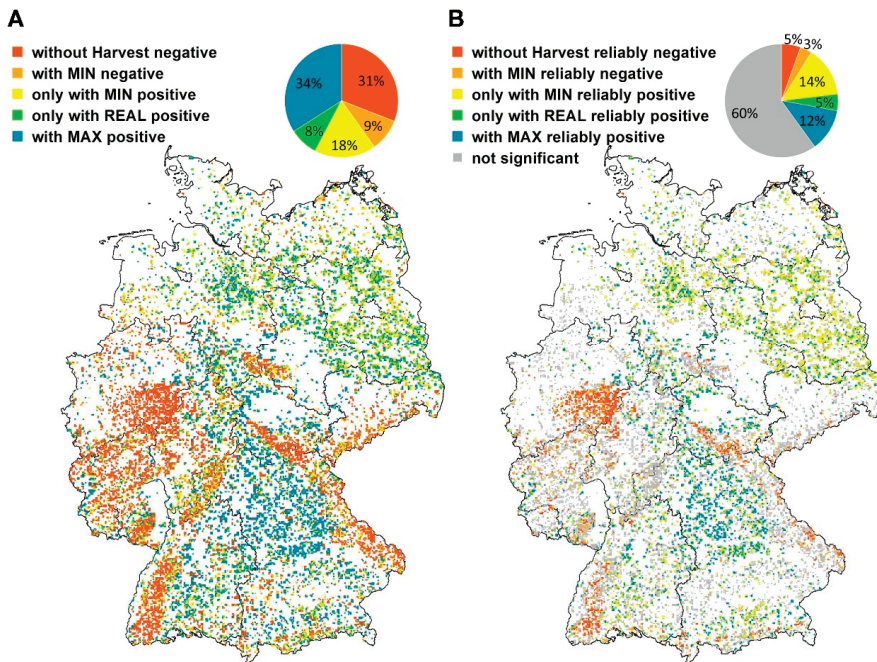 A
without Harvest negative
with MIN negative
only with MIN positive
only with REAL positive
with MAX positive
31%
9%
18%
8%
34%
B
without Harvest reliably negative
with MIN reliably negative
only with MIN reliably positive
only with REAL reliably positive
with MAX reliably positive
not significant
5%
3%
14%
5%
12%
60%